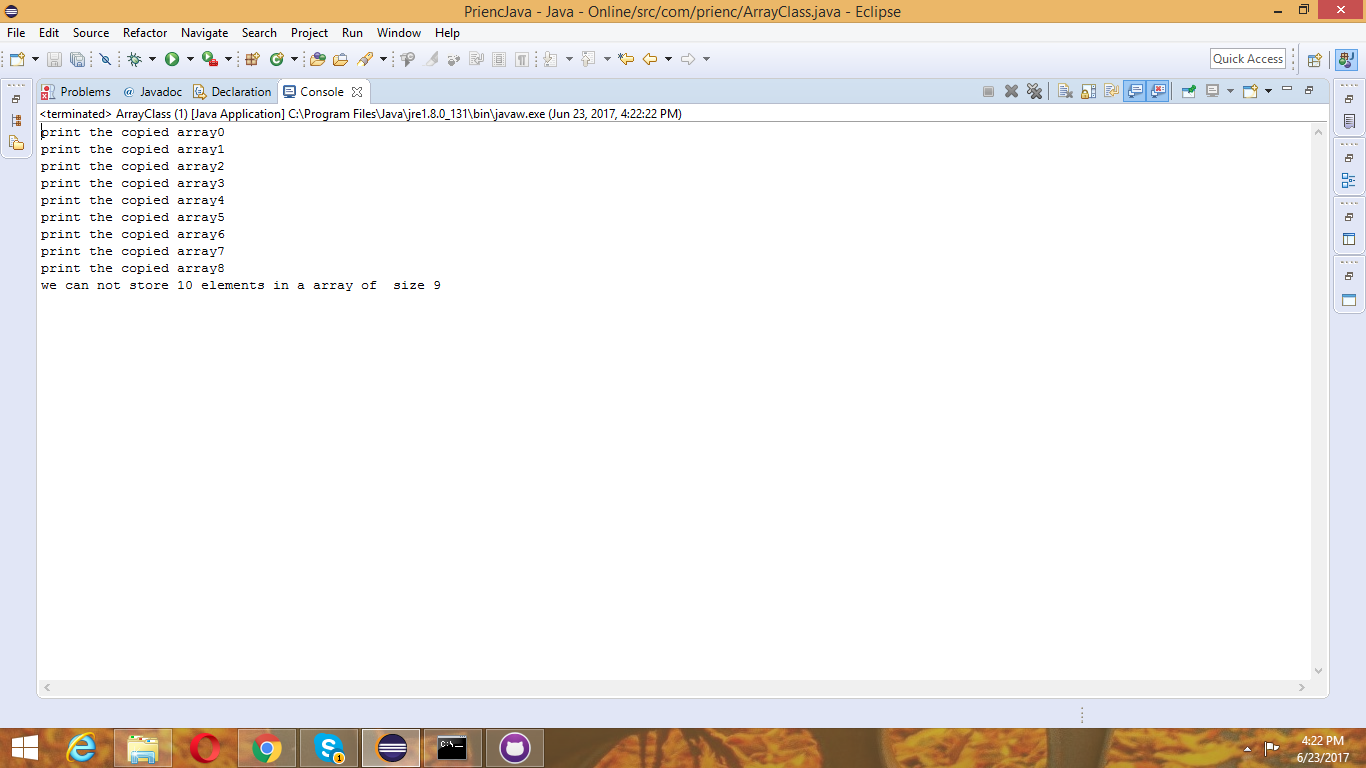 PriencJava - Java - Online/src/com/prienc/ArrayClass.java - Eclipse
File Edit Source Refactor Navigate Search Project Run Window Help
Quick Access
Problems @ Javadoc Declaration Console
<terminated> ArrayClass (1) [Java Application] C:\Program Files\Java\jre1.8.0_131\bin\javaw.exe (Jun 23, 2017, 4:22:22 PM)
print the copied array0
print the copied array1
print the copied array2
print the copied array3
print the copied array4
print the copied array5
print the copied array6
print the copied array7
print the copied array8
we can not store 10 elements in a array of  size 9
C:\
1
4:22 PM
6/23/2017